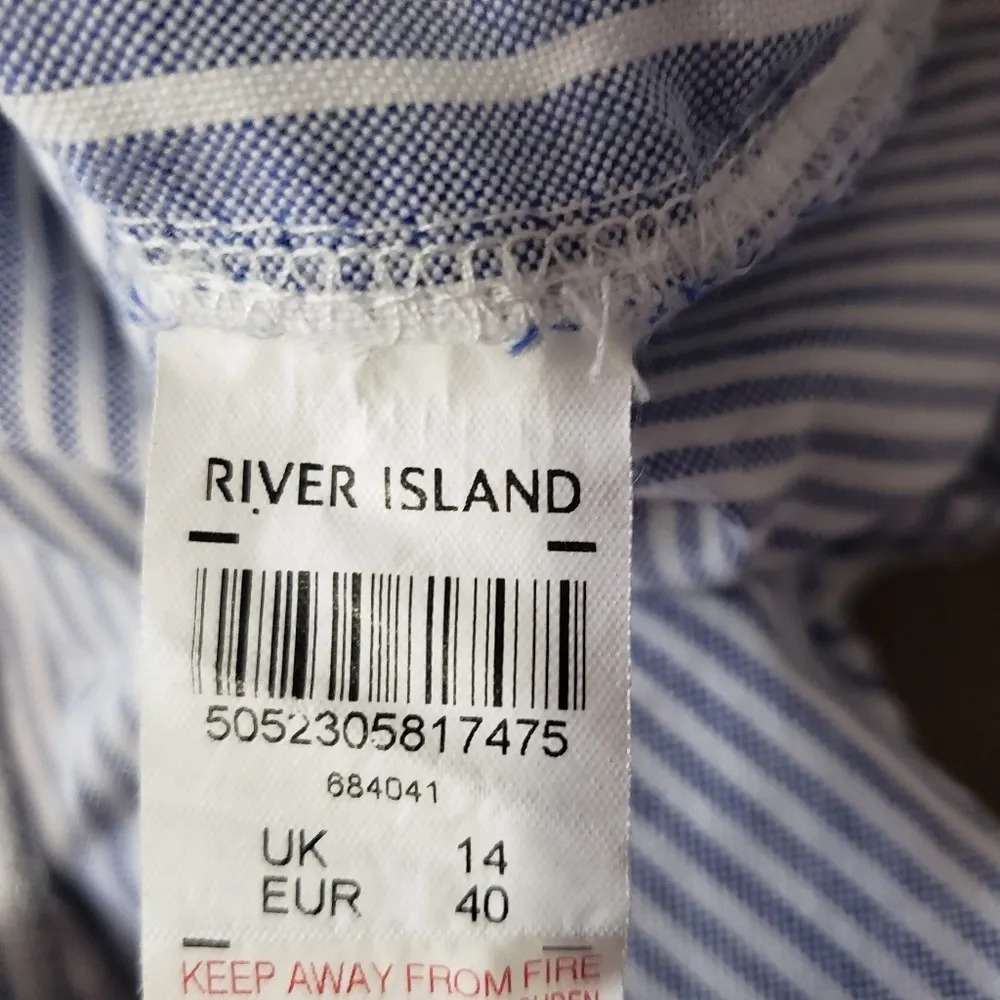 RIVER ISLAND
5052305817475
684041
UK 14
EUR 40
KEEP AWAY FROM FIRE